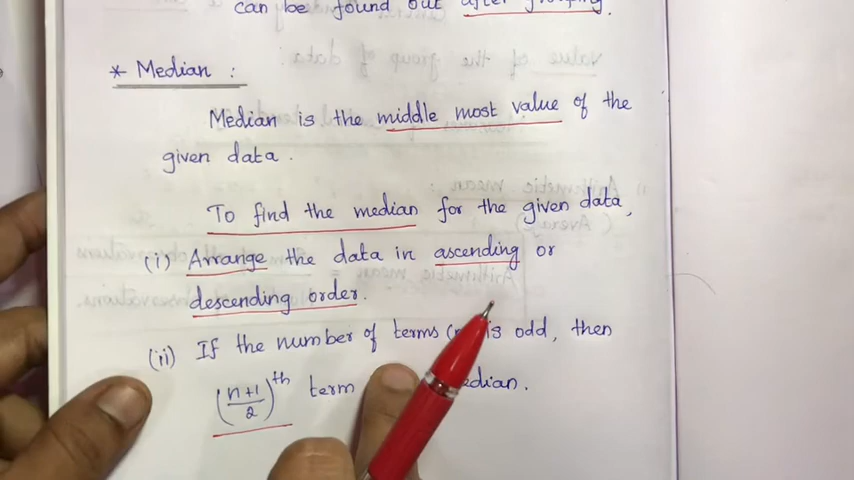 can be found out after grouping.
* Median :
Median is the middle most value of the
given data.
To find the median for the given data,
(i) Arrange the data in ascending or
descending order.
(ii) If the number of terms is odd, then
(n+1/2)th term median.